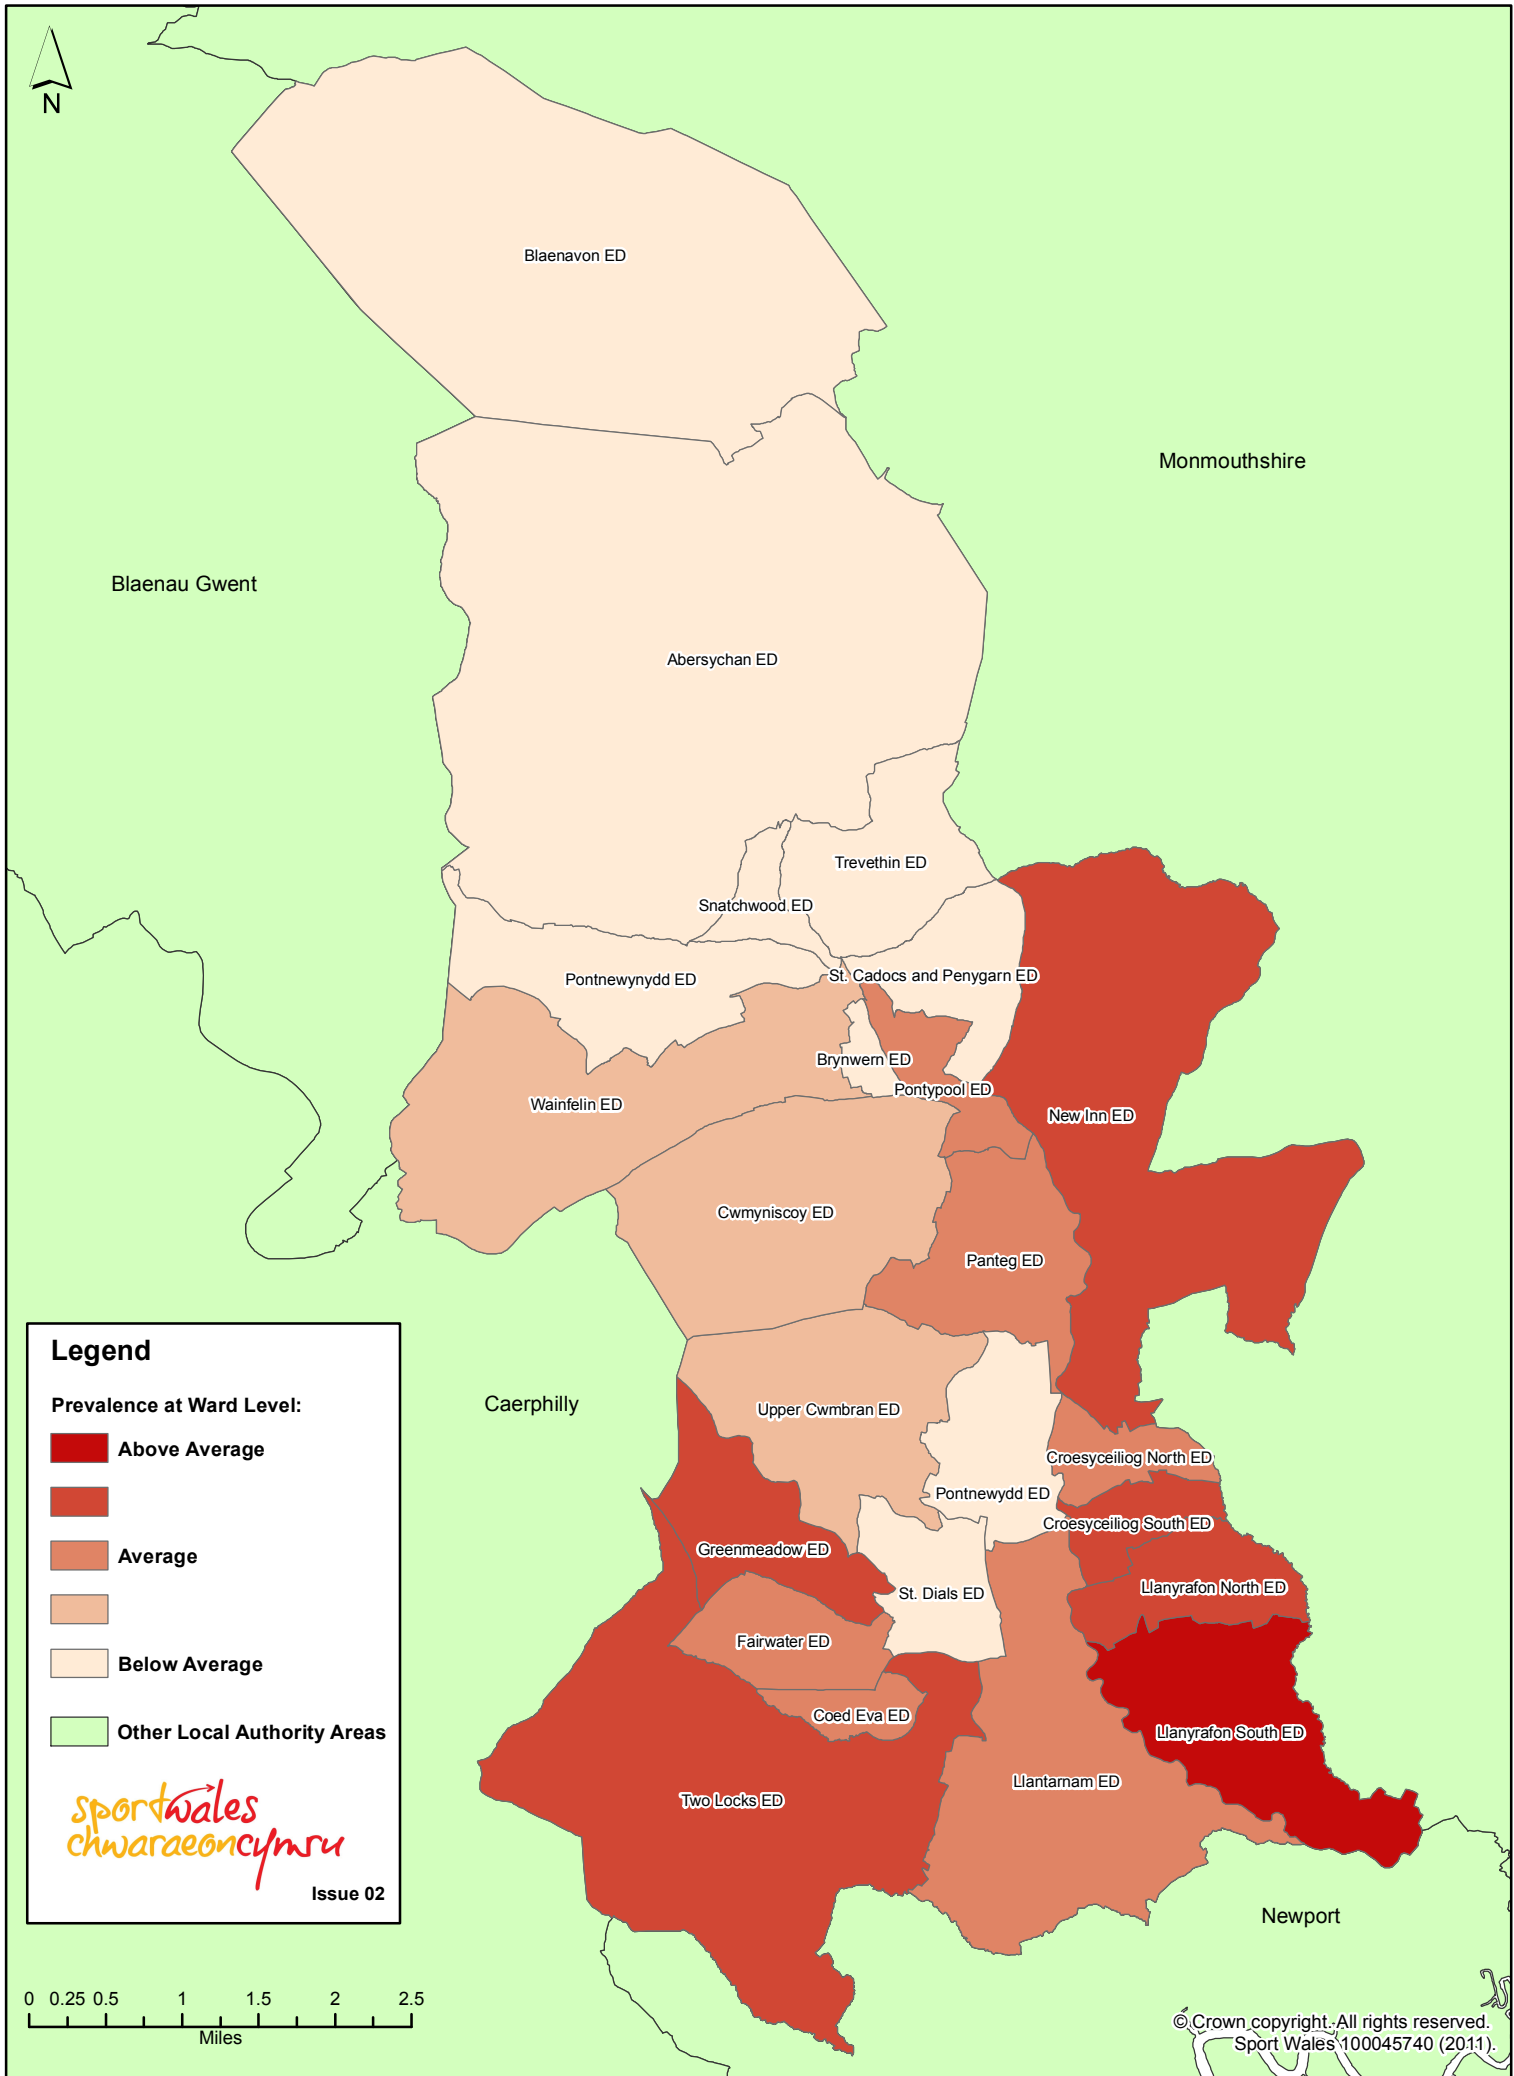 N
Blaenavon ED
Monmouthshire
Blaenau Gwent
Abersychan ED
Trevethin ED
Snatchwood ED
St. Cadocs and Penygarn ED
Pontnewynydd ED
Brynwern ED
Pontypool ED
Wainfelin ED
New Inn ED
Cwmyniscoy ED
Panteg ED
Caerphilly
Upper Cwmbran ED
Croesyceiliog North ED
Pontnewydd ED
Croesyceiliog South ED
Greenmeadow ED
Llanyrafon North ED
St. Dials ED
Fairwater ED
Coed Eva ED
Llanyrafon South ED
Llantarnam ED
Two Locks ED
Newport
Legend
Prevalence at Ward Level:
Above Average
Average
Below Average
Other Local Authority Areas
sportwales
chwaraeoncymru
Issue 02
0 0.25 0.5 1 1.5 2 2.5
Miles
© Crown copyright. All rights reserved.
Sport Wales 100045740 (2011).